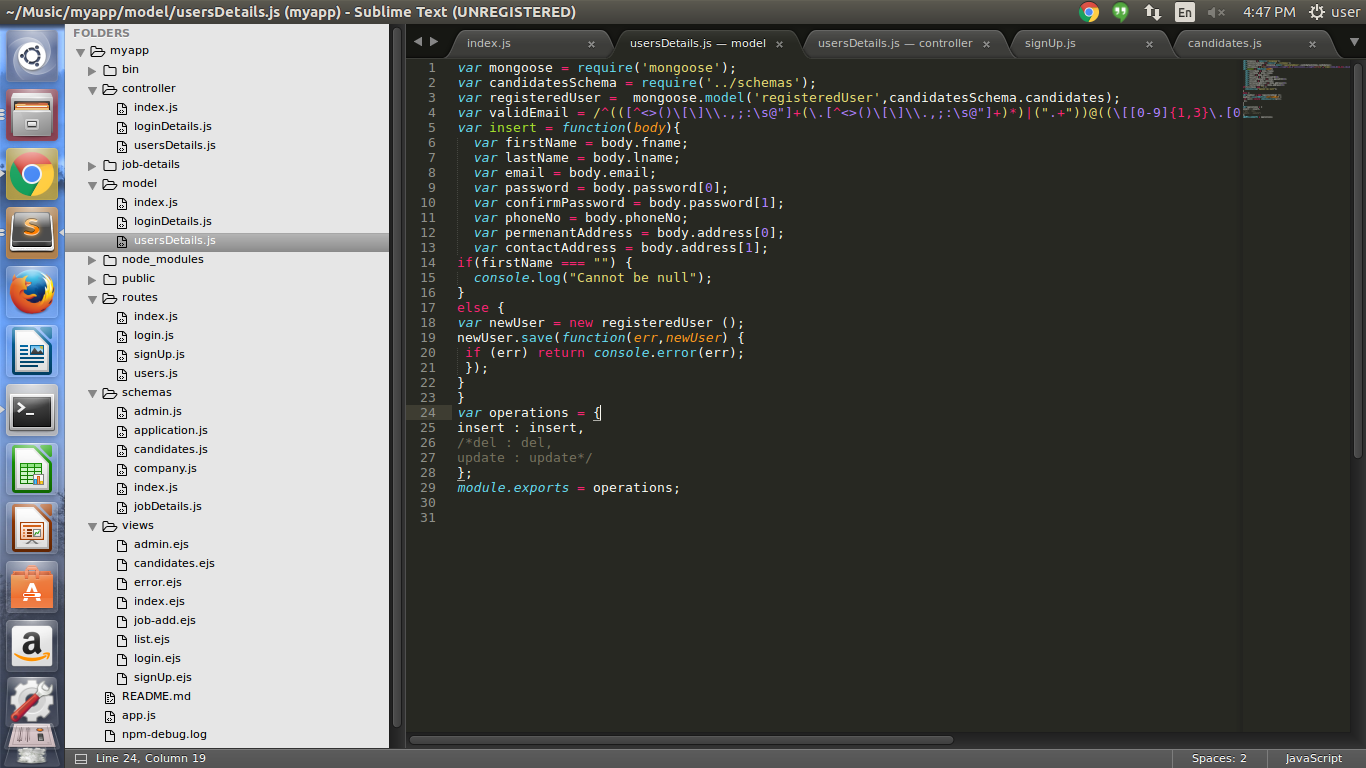 ~/Music/myapp/model/usersDetails.js (myapp) - Sublime Text (UNREGISTERED)
En
4:47 PM
user
FOLDERS
myapp
bin
controller
index.js
loginDetails.js
usersDetails.js
job-details
model
index.js
loginDetails.js
usersDetails.js
node_modules
public
routes
index.js
login.js
signUp.js
users.js
schemas
admin.js
application.js
candidates.js
company.js
index.js
jobDetails.js
views
admin.ejs
candidates.ejs
error.ejs
index.ejs
job-add.ejs
list.ejs
login.ejs
signUp.ejs
README.md
app.js
npm-debug.log
index.js
usersDetails.js — model
usersDetails.js — controller
signUp.js
candidates.js
1 var mongoose = require('mongoose');
2 var candidatesSchema = require('../schemas');
3 var registeredUser =  mongoose.model('registeredUser',candidatesSchema.candidates);
4 var validEmail = /^(([^<>()\[\]\\.,;:\s@"]+(\.[^<>()\[\]\\.,;:\s@"]+)*)|(".+"))@((\[[0-9]{1,3}\.[0
5 var insert = function(body){
6   var firstName = body.fname;
7   var lastName = body.lname;
8   var email = body.email;
9   var password = body.password[0];
10   var confirmPassword = body.password[1];
11   var phoneNo = body.phoneNo;
12   var permenantAddress = body.address[0];
13   var contactAddress = body.address[1];
14 if(firstName === "") {
15   console.log("Cannot be null");
16 }
17 else {
18 var newUser = new registeredUser ();
19 newUser.save(function(err,newUser) {
20  if (err) return console.error(err);
21  });
22 }
23 }
24 var operations = {
25 insert : insert,
26 /*del : del,
27 update : update*/
28 };
29 module.exports = operations;
30
31
Line 24, Column 19
Spaces: 2
JavaScript